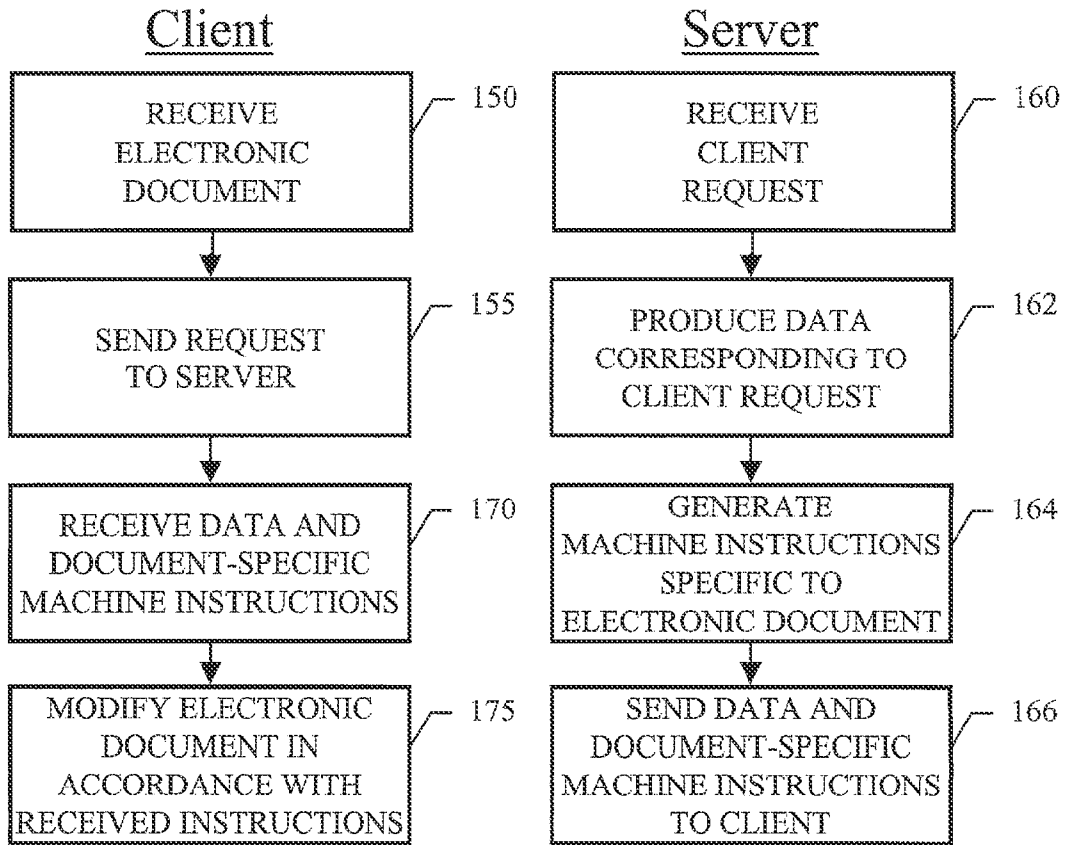 Client
RECEIVE
ELECTRONIC
DOCUMENT
150
SEND REQUEST
TO SERVER
155
RECEIVE DATA AND
DOCUMENT-SPECIFIC
MACHINE INSTRUCTIONS
170
MODIFY ELECTRONIC
DOCUMENT IN
ACCORDANCE WITH
RECEIVED INSTRUCTIONS
175
Server
RECEIVE
CLIENT
REQUEST
160
PRODUCE DATA
CORRESPONDING TO
CLIENT REQUEST
162
GENERATE
MACHINE INSTRUCTIONS
SPECIFIC TO
ELECTRONIC DOCUMENT
164
SEND DATA AND
DOCUMENT-SPECIFIC
MACHINE INSTRUCTIONS
TO CLIENT
166